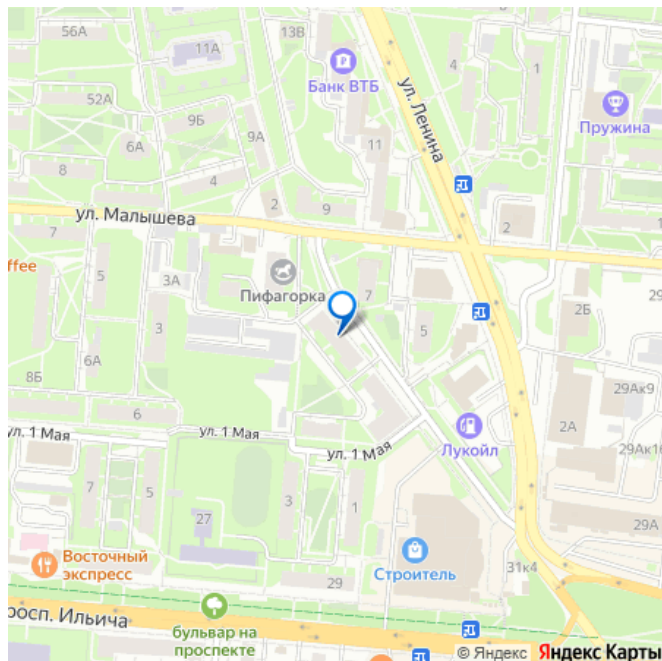 56А
13В
11А
Банк ВТБ
4
1
ул. Ленина
52А
9Б
6А
9А
11
Пружина
8
2
9
2
ул. Малышева
7
ffee
5
3А
Пифагорка
7
2Б
3
5
6А
8Б
29Ак9
6
2А
ул. 1 Мая
ул. 1 Мая
ул. 1 Мая
Лукойл
29Ак16
7
5
3
1
27
29А
Восточный
экспресс
Строитель
31к4
29
росп. Ильича
бульвар на
проспекте
© Яндекс Яндекс Карты